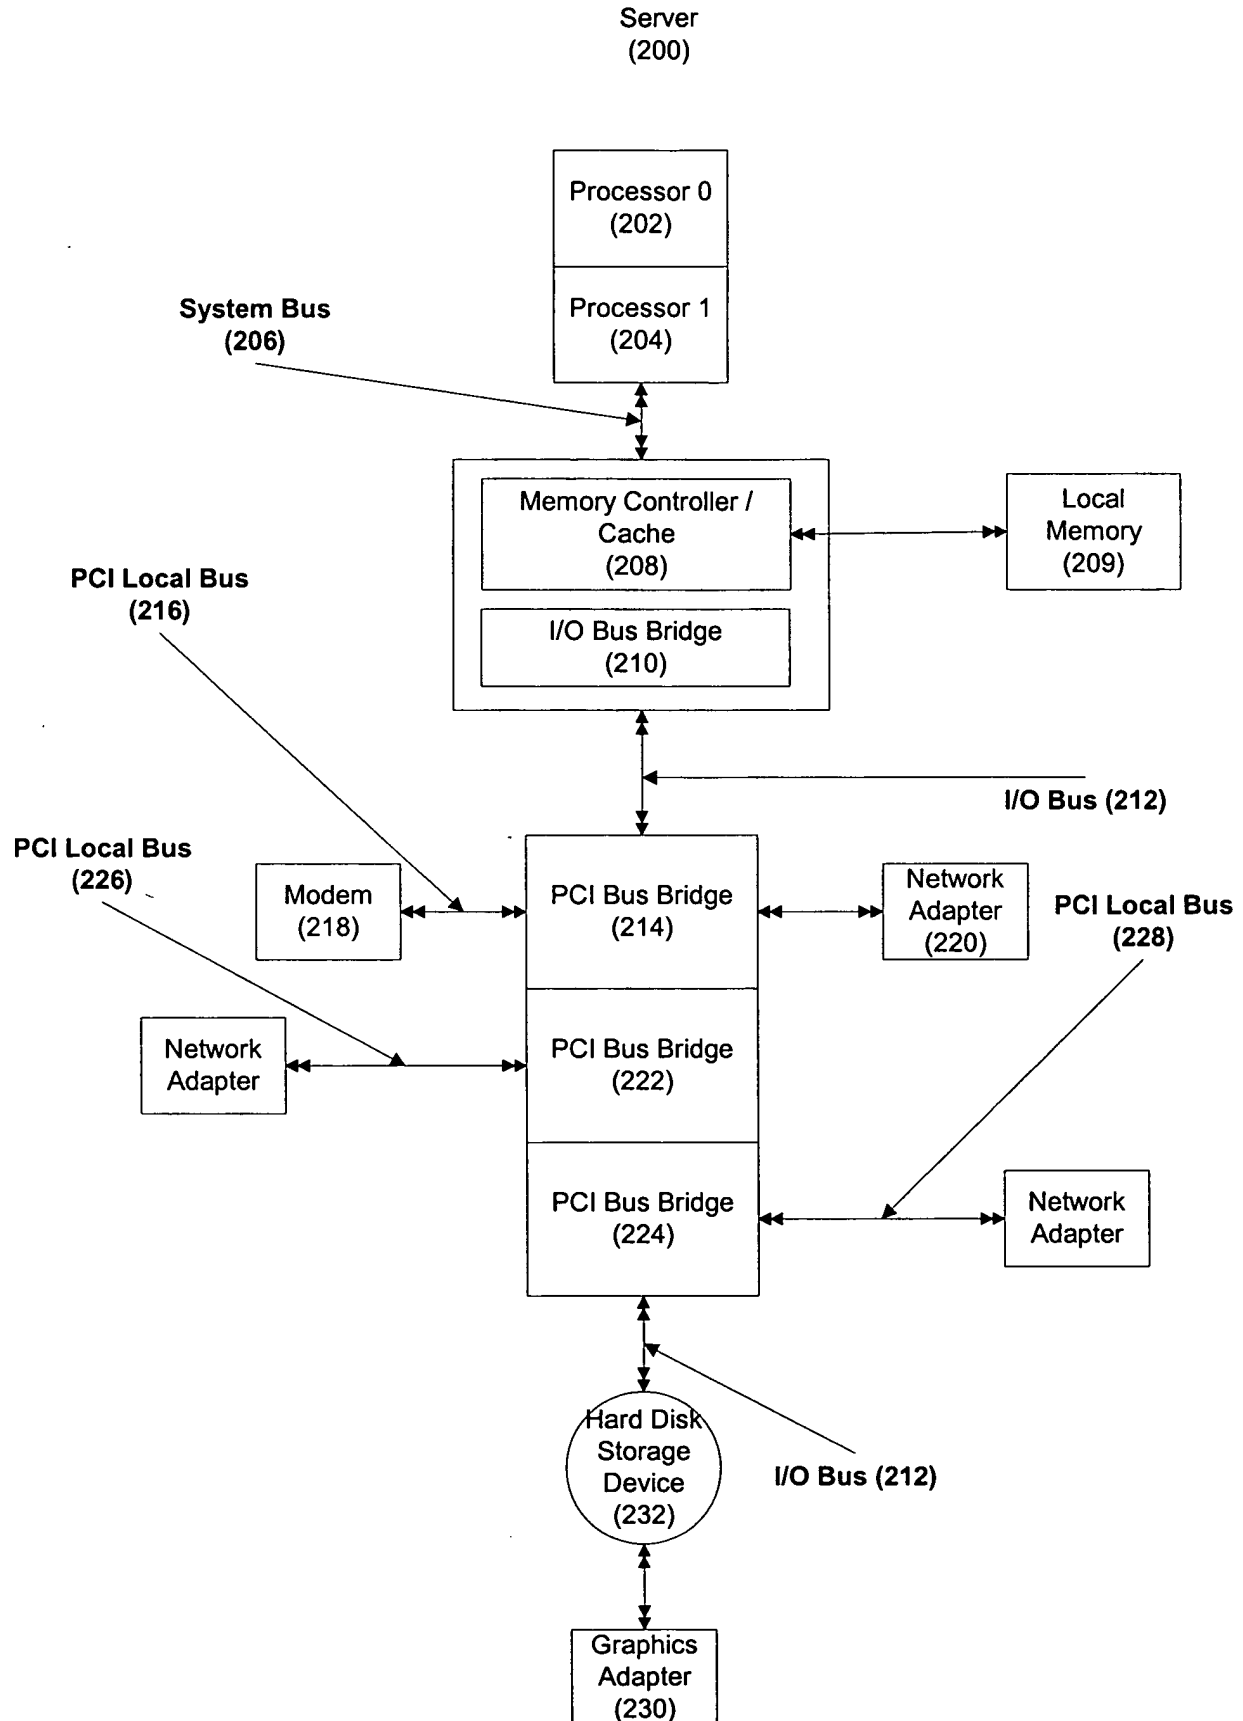 Server
(200)
Processor 0
(202)
Processor 1
(204)
System Bus
(206)
Memory Controller /
Cache
(208)
Local
Memory
(209)
I/O Bus Bridge
(210)
PCI Local Bus
(216)
I/O Bus (212)
PCI Local Bus
(226)
Modem
(218)
PCI Bus Bridge
(214)
Network
Adapter
(220)
PCI Local Bus
(228)
Network
Adapter
PCI Bus Bridge
(222)
PCI Bus Bridge
(224)
Network
Adapter
Hard Disk
Storage
Device
(232)
I/O Bus (212)
Graphics
Adapter
(230)